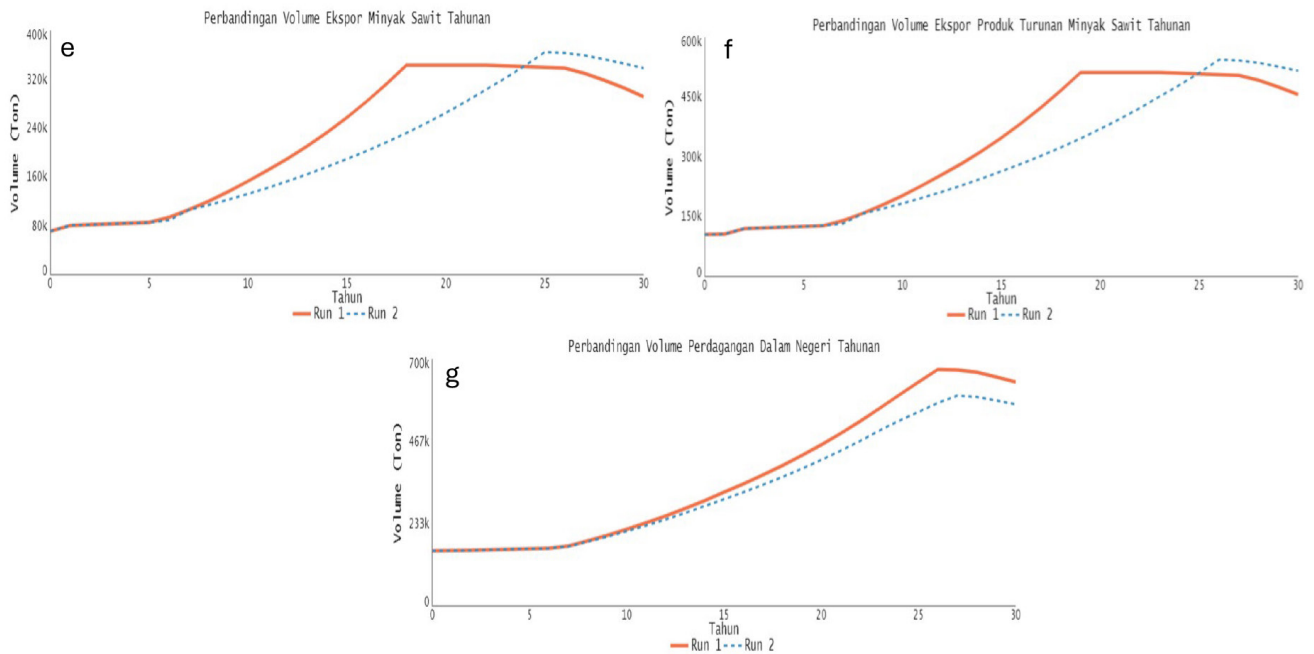 Perbandingan Volume Ekspor Minyak Sawit Tahunan
e
Volume (Ton)
400k
320k
240k
160k
80k
0
0 5 10 15 20 25 30
Tahun
Run 1 Run 2
Perbandingan Volume Ekspor Produk Turunan Minyak Sawit Tahunan
f
Volume (Ton)
600k
450k
300k
150k
0
0 5 10 15 20 25 30
Tahun
Run 1 Run 2
Perbandingan Volume Perdagangan Dalam Negeri Tahunan
g
Volume (Ton)
700k
467k
233k
0
0 5 10 15 20 25 30
Tahun
Run 1 Run 2